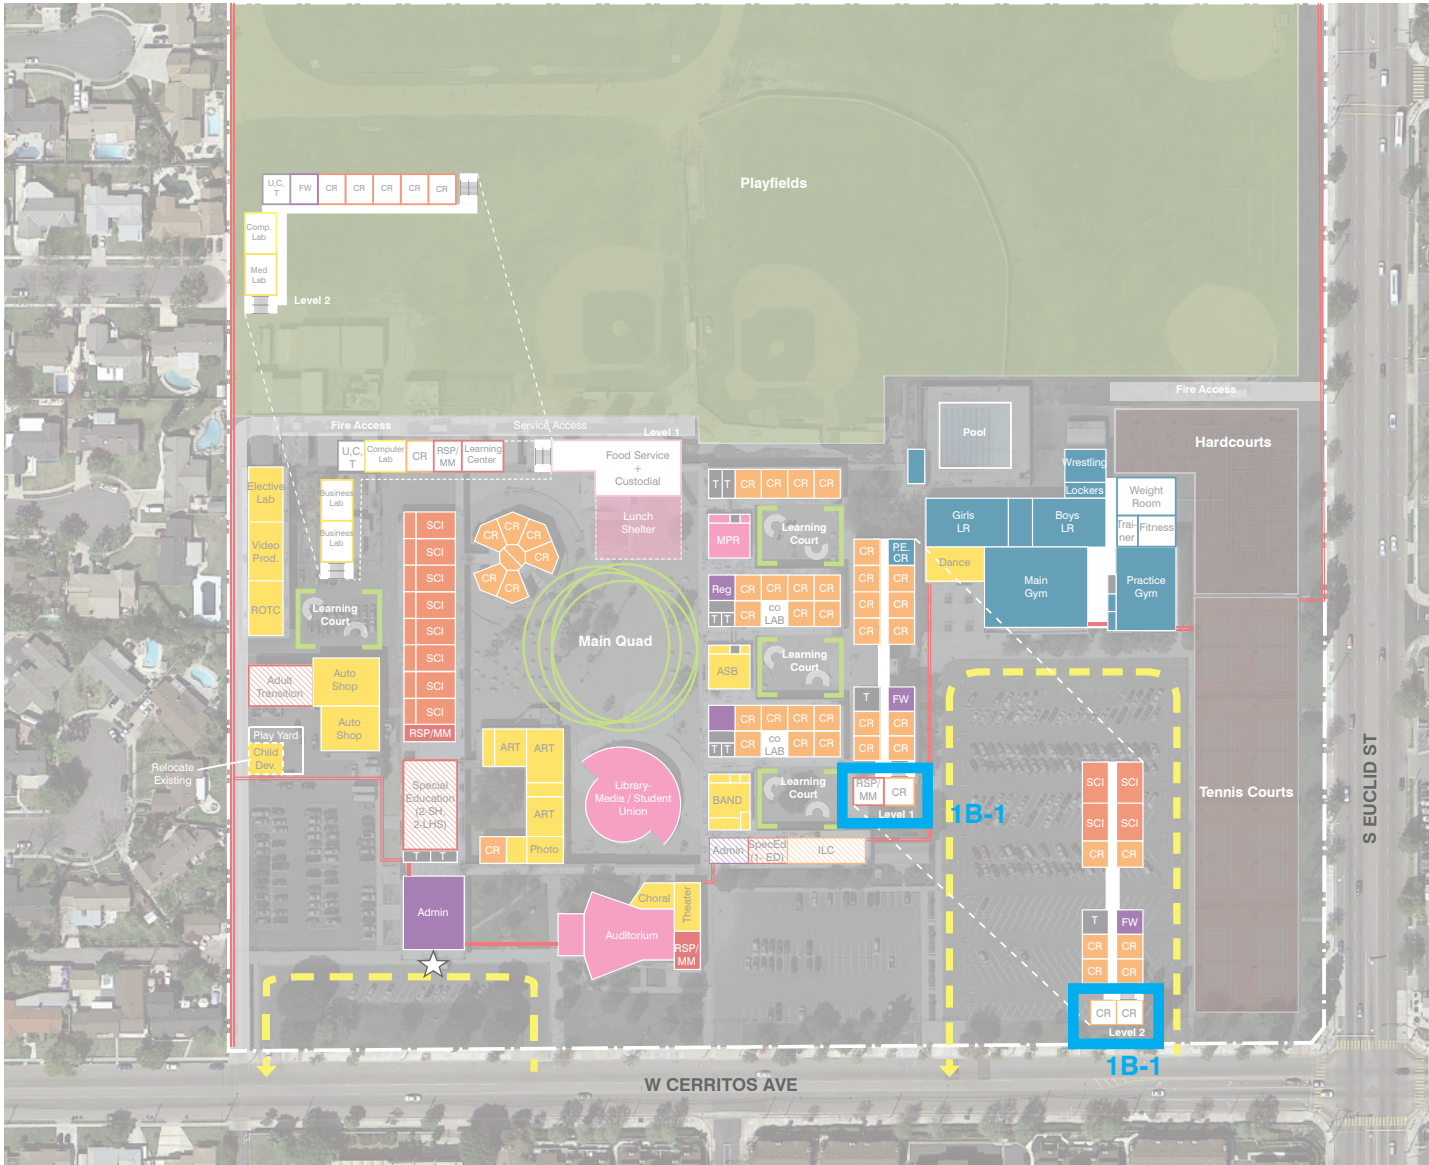 Playfields
U,C,
T
FW
CR
CR
CR
CR
CR
Comp.
Lab
Med
Lab
Level 2
Fire Access
Fire Access
Service Access
Level 1
U,C,
T
Computer
Lab
CR
RSP/
MM
Learning
Center
Food Service
+
Custodial
Lunch
Shelter
Pool
Hardcourts
Wrestling
Lockers
Weight
Room
Trai-
ner
Fitness
Girls
LR
Boys
LR
Dance
Main
Gym
Practice
Gym
Elective
Lab
Video
Prod.
ROTC
Business
Lab
Business
Lab
Learning
Court
SCI
SCI
SCI
SCI
SCI
SCI
SCI
SCI
RSP/MM
CR
CR
CR
CR
CR
Main Quad
T
T
CR
CR
CR
CR
MPR
Learning
Court
Reg
CR
CR
CR
CR
T
T
CR
co
LAB
CR
CR
ASB
Learning
Court
CR
CR
CR
CR
T
T
CR
co
LAB
CR
CR
BAND
Learning
Court
CR
P.E.
CR
CR
CR
CR
CR
CR
CR
T
FW
CR
CR
CR
CR
RSP/
MM
CR
Level 1
1B-1
Adult
Transition
Auto
Shop
Auto
Shop
Play Yard
Child
Dev.
Relocate
Existing
Special
Education
(2-SH,
2-LHS)
T
T
ART
ART
ART
CR
Photo
Library-
Media / Student
Union
Admin
SpecEd
(1- ED)
ILC
Admin
Choral
Theater
Auditorium
RSP/
MM
SCI
SCI
SCI
SCI
CR
CR
T
FW
CR
CR
CR
CR
CR
CR
Level 2
1B-1
Tennis Courts
S EUCLID ST
W CERRITOS AVE